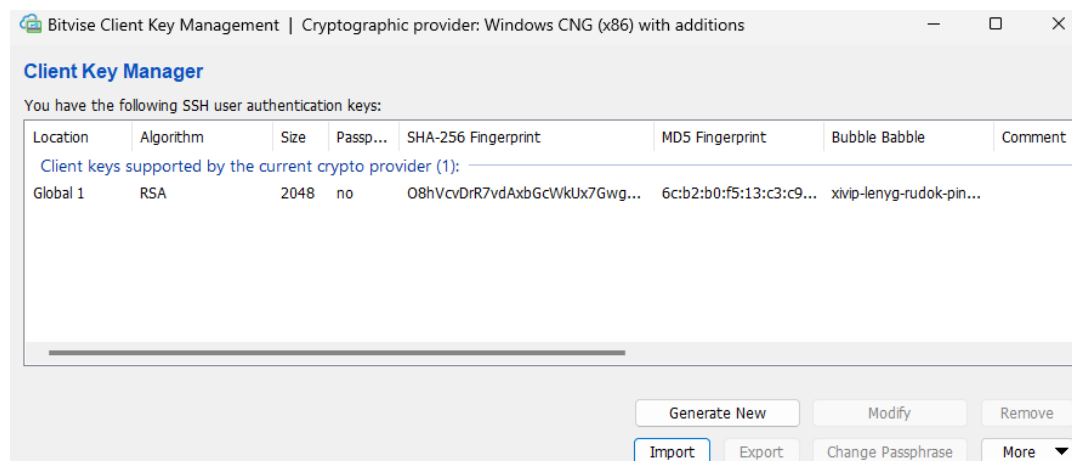 Bitvise Client Key Management | Cryptographic provider: Windows CNG (x86) with additions
Client Key Manager
You have the following SSH user authentication keys:
Location Algorithm Size Passp... SHA-256 Fingerprint MD5 Fingerprint Bubble Babble Comment
Client keys supported by the current crypto provider (1):
Global 1 RSA 2048 no O8hVcvDrR7vdAxbGcWkUx7Gwg... 6c:b2:b0:f5:13:c3:c9... xivip-lenyg-rudok-pin...
Generate New Modify Remove
Import Export Change Passphrase More